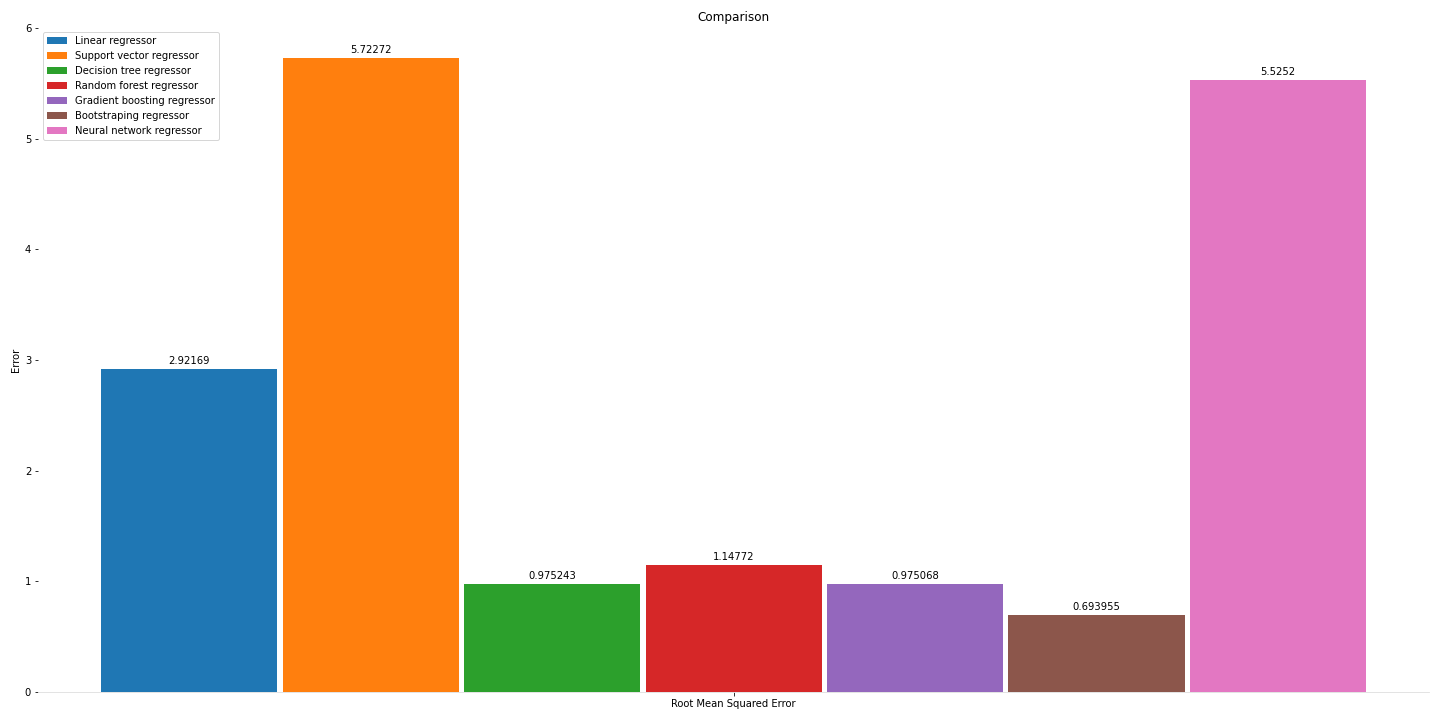 Comparison
Linear regressor
Support vector regressor
Decision tree regressor
Random forest regressor
Gradient boosting regressor
Bootstraping regressor
Neural network regressor
6
5
4
3
2
1
0
Error
2.92169
5.72272
0.975243
1.14772
0.975068
0.693955
5.5252
Root Mean Squared Error